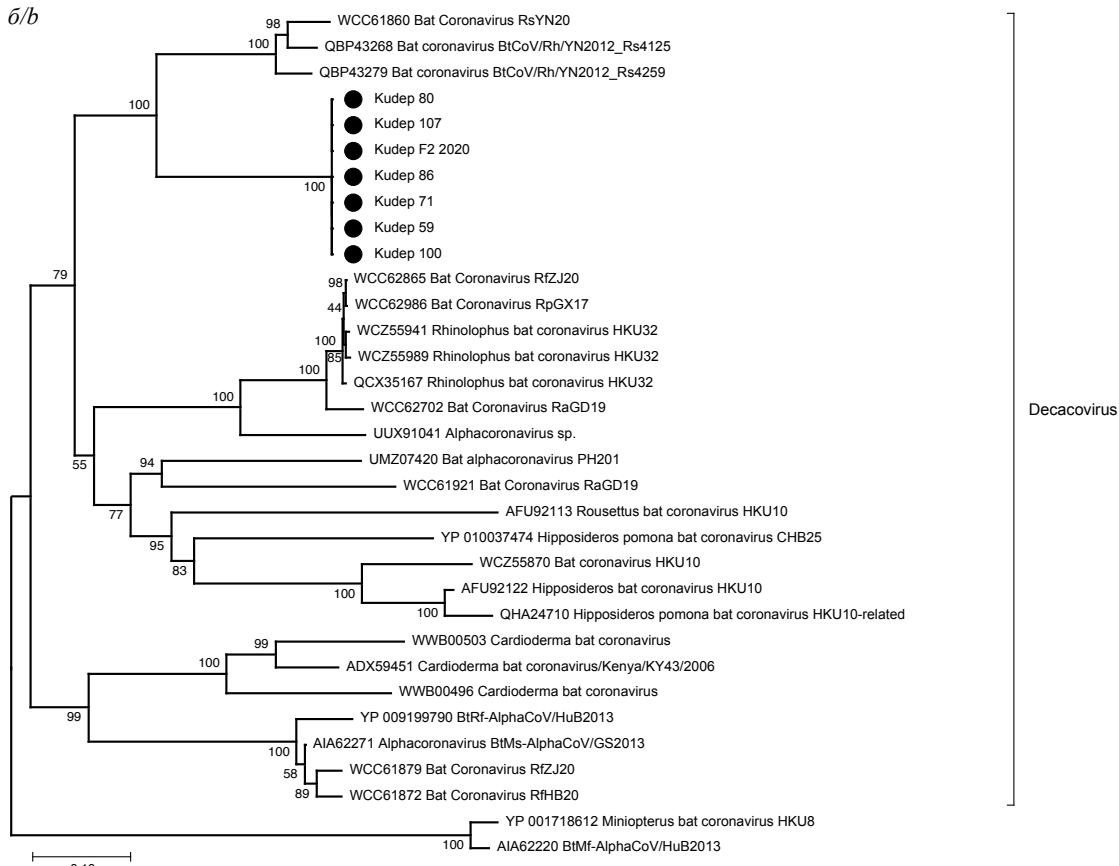 б/b
98
WCC61860 Bat Coronavirus RsYN20
100
QBP43268 Bat coronavirus BtCoV/Rh/YN2012_Rs4125
QBP43279 Bat coronavirus BtCoV/Rh/YN2012_Rs4259
100
Kudep 80
Kudep 107
Kudep F2 2020
100
Kudep 86
Kudep 71
Kudep 59
Kudep 100
79
98
WCC62865 Bat Coronavirus RfZJ20
44
WCC62986 Bat Coronavirus RpGX17
WCZ55941 Rhinolophus bat coronavirus HKU32
100
85
WCZ55989 Rhinolophus bat coronavirus HKU32
100
QCX35167 Rhinolophus bat coronavirus HKU32
100
WCC62702 Bat Coronavirus RaGD19
Decacovirus
UUX91041 Alphacoronavirus sp.
55
94
UMZ07420 Bat alphacoronavirus PH201
WCC61921 Bat Coronavirus RaGD19
77
AFU92113 Rousettus bat coronavirus HKU10
95
YP 010037474 Hipposideros pomona bat coronavirus CHB25
83
WCZ55870 Bat coronavirus HKU10
100
AFU92122 Hipposideros bat coronavirus HKU10
100
QHA24710 Hipposideros pomona bat coronavirus HKU10-related
99
WWB00503 Cardioderma bat coronavirus
100
ADX59451 Cardioderma bat coronavirus/Kenya/KY43/2006
WWB00496 Cardioderma bat coronavirus
99
YP 009199790 BtRf-AlphaCoV/HuB2013
100
AIA62271 Alphacoronavirus BtMs-AlphaCoV/GS2013
58
WCC61879 Bat Coronavirus RfZJ20
89
WCC61872 Bat Coronavirus RfHB20
YP 001718612 Miniopterus bat coronavirus HKU8
100
AIA62220 BtMf-AlphaCoV/HuB2013